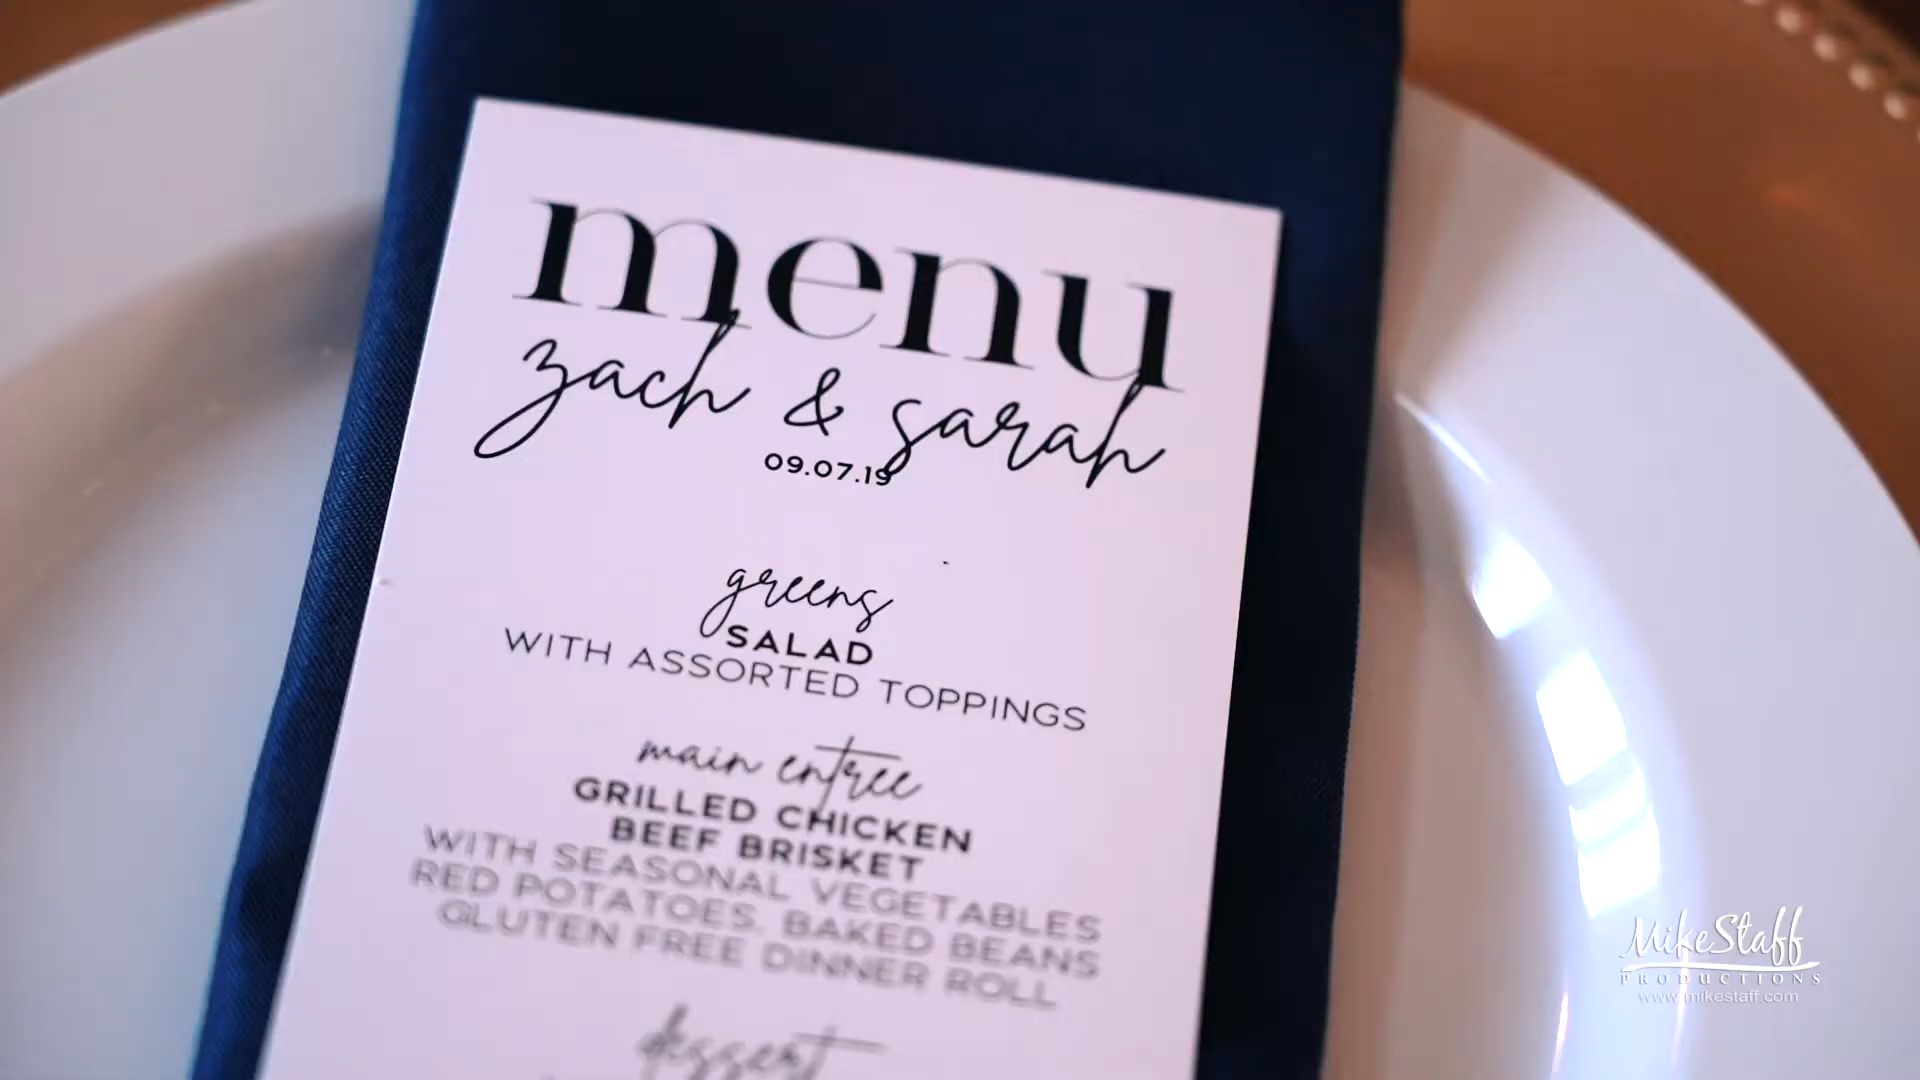 menu
zach & sarah
09.07.19
greens
SALAD
WITH ASSORTED TOPPINGS
main entree
GRILLED CHICKEN
BEEF BRISKET
WITH SEASONAL VEGETABLES
RED POTATOES, BAKED BEANS
GLUTEN FREE DINNER ROLL
dessert
MikeStaff
PRODUCTIONS
www.mikestaff.com